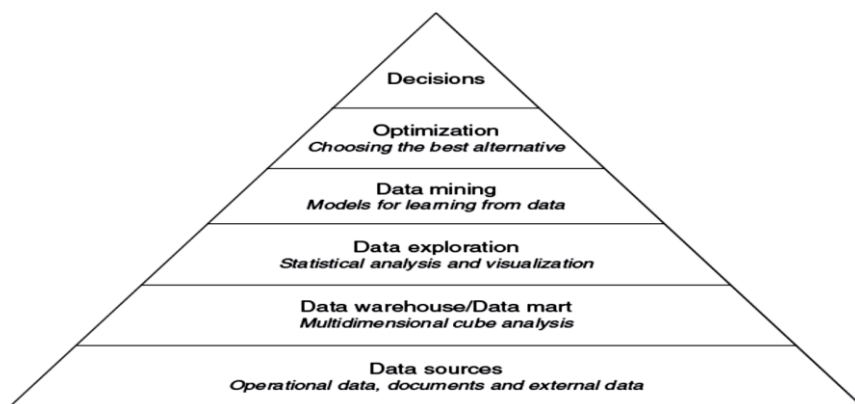 Decisions
Optimization
Choosing the best alternative
Data mining
Models for learning from data
Data exploration
Statistical analysis and visualization
Data warehouse/Data mart
Multidimensional cube analysis
Data sources
Operational data, documents and external data